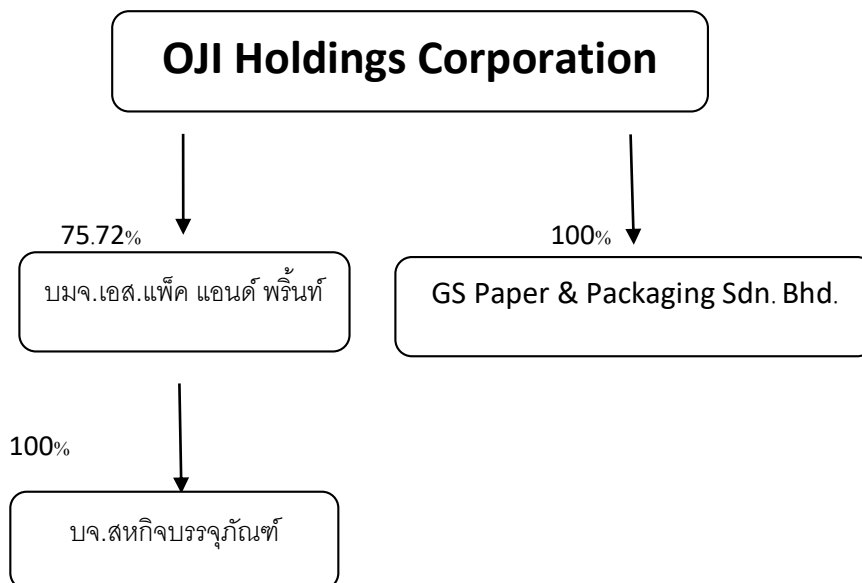 OJI Holdings Corporation
75.72%
100%
บมจ.เอส.แพ็ค แอนด์ พริ้นท์
GS Paper & Packaging Sdn. Bhd.
100%
บจ.สหกิจบรรจุภัณฑ์